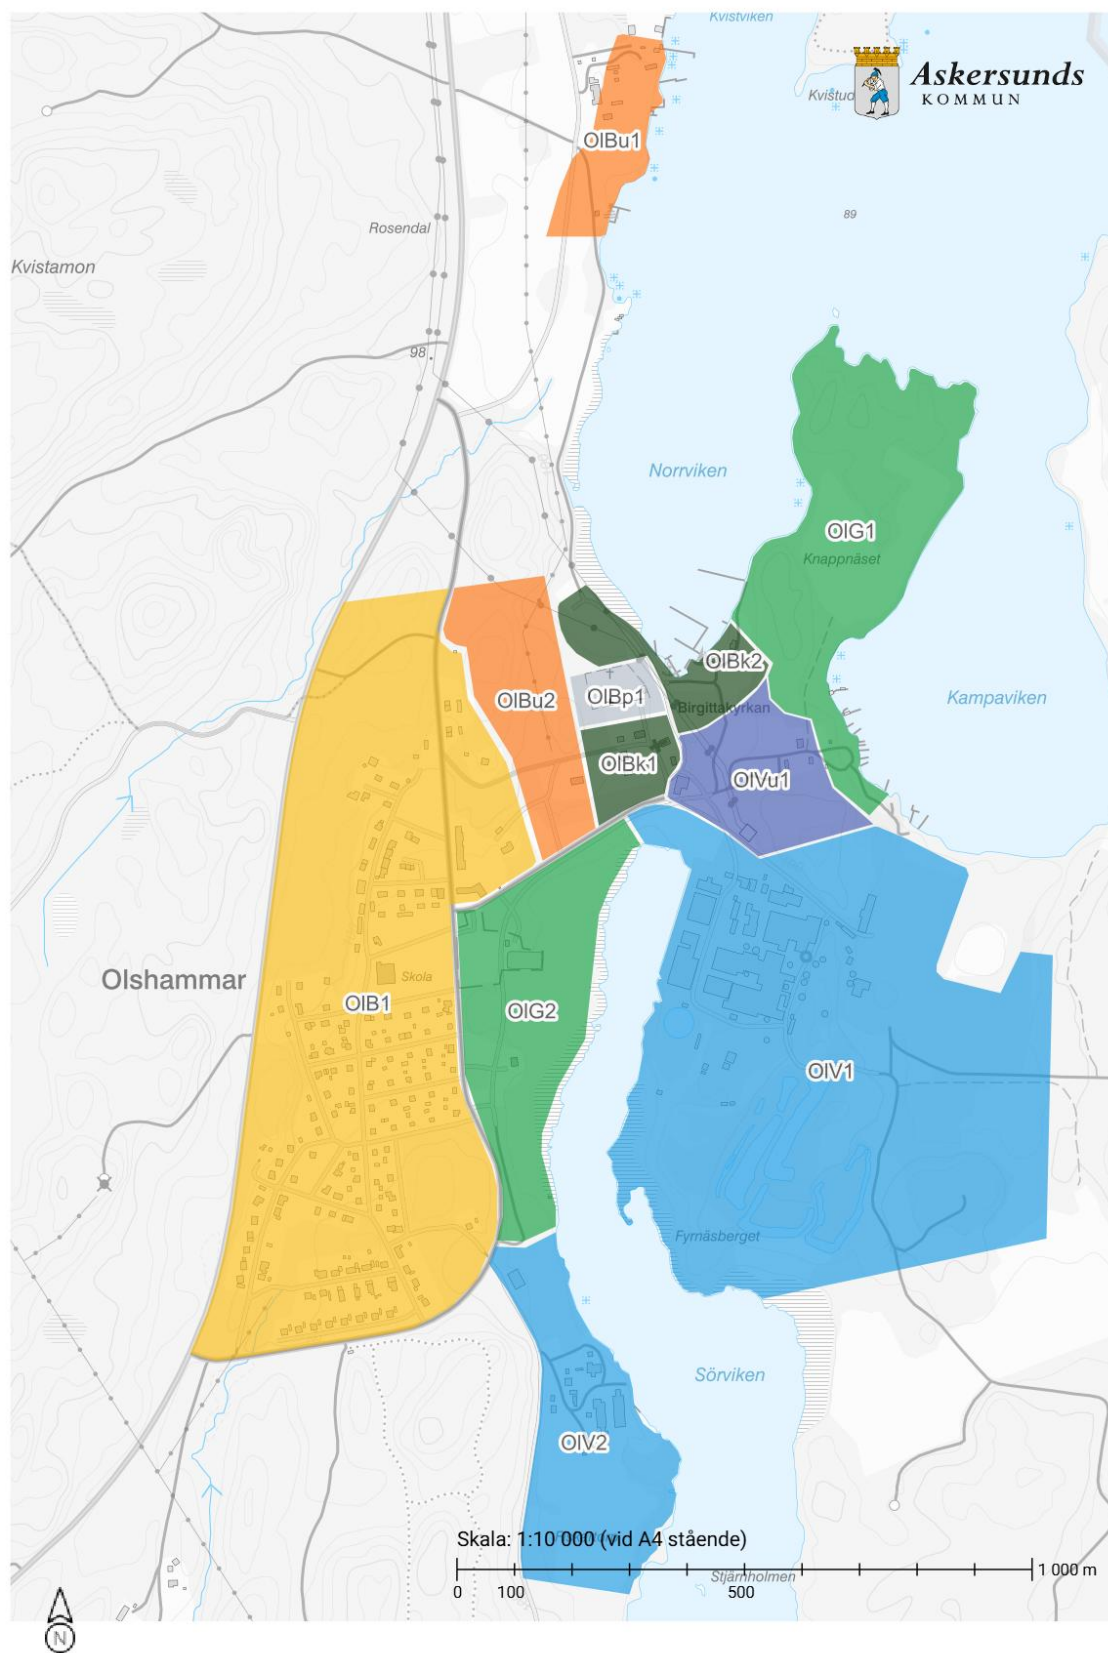 Kvistviken
Askersunds
KOMMUN
Kvistud
OlBu1
89
Rosendal
Kvistamon
98
Norrviken
OlG1
Knappnäset
OlBk2
OlBp1
OlBu2
Kampaviken
Birgittakyrkan
OlBk1
OlVu1
Skola
Olshammar
OlB1
OlG2
OlV1
Fyrnäsberget
Sörviken
OlV2
Skala: 1:10 000 (vid A4 stående)
1 000 m
Stjärnholmen
0 100 500
N